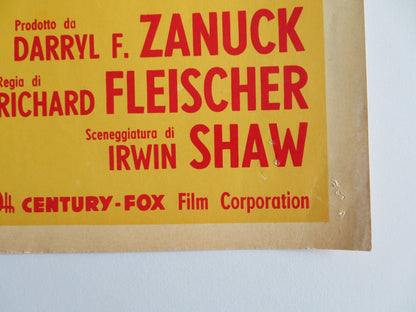 Prodotto da
DARRYL F. ZANUCK
Regia di
RICHARD FLEISCHER
Sceneggiatura di
IRWIN SHAW
CENTURY-FOX Film Corporation